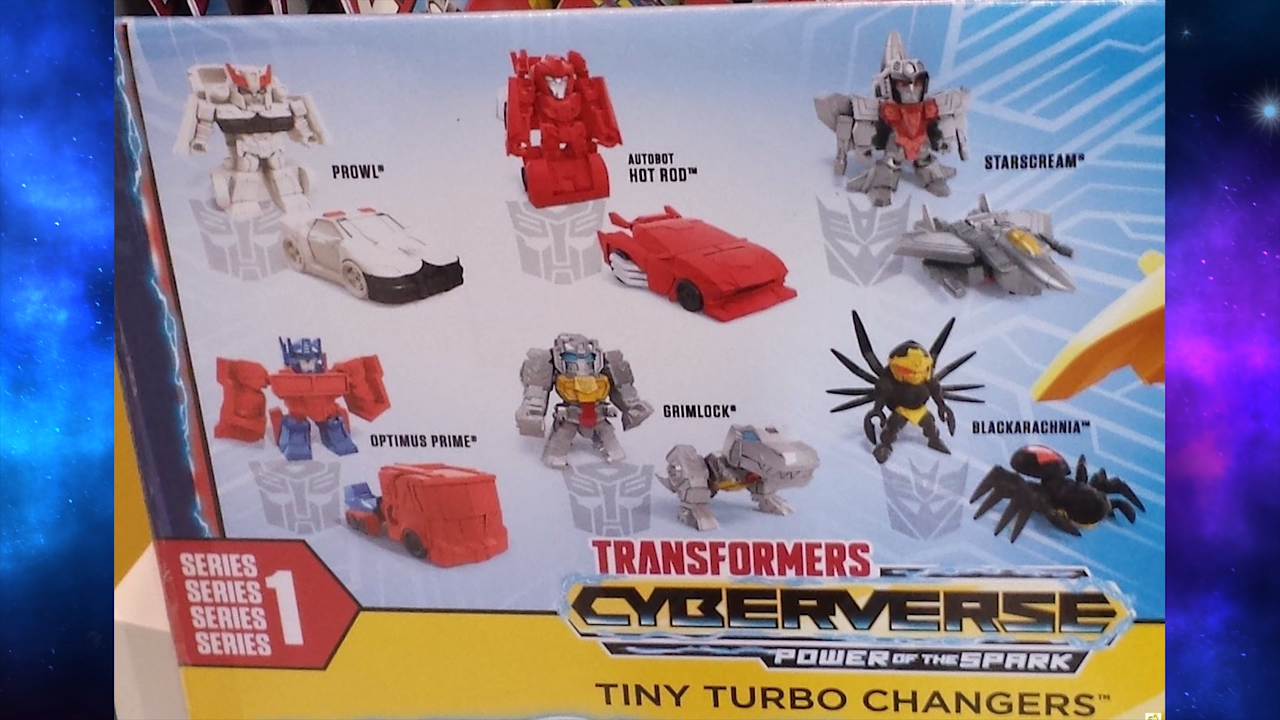 PROWL®
AUTOBOT
HOT ROD™
STARSCREAM®
OPTIMUS PRIME®
GRIMLOCK®
BLACKARACHNIA™
SERIES
SERIES
SERIES
SERIES
1
TRANSFORMERS
CYBERVERSE
POWER OF THE SPARK
TINY TURBO CHANGERS™